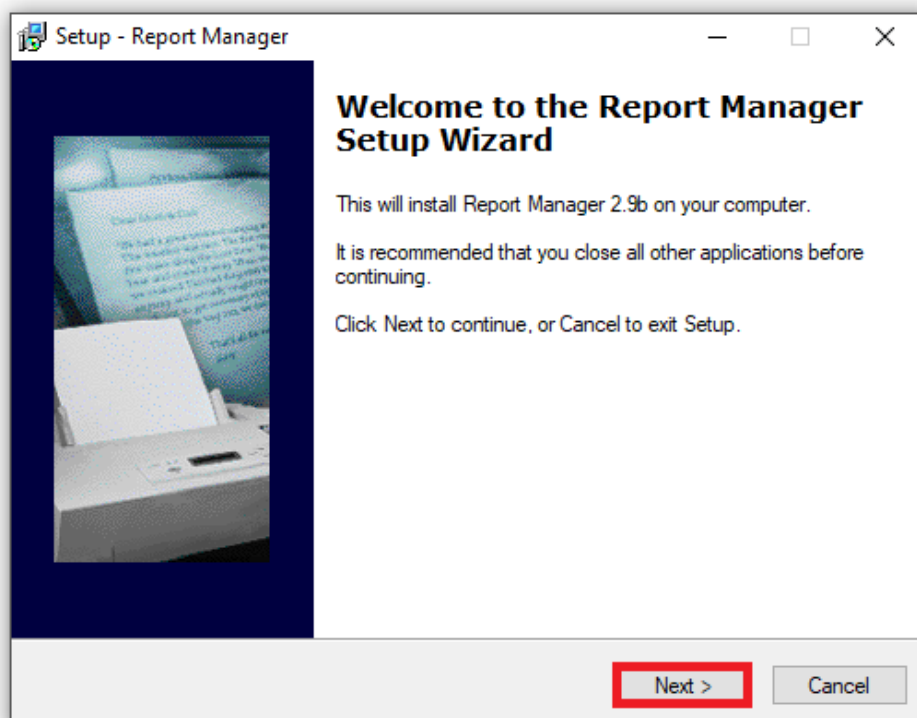 Setup - Report Manager
Welcome to the Report Manager
Setup Wizard
This will install Report Manager 2.9b on your computer.
It is recommended that you close all other applications before
continuing.
Click Next to continue, or Cancel to exit Setup.
Next >
Cancel